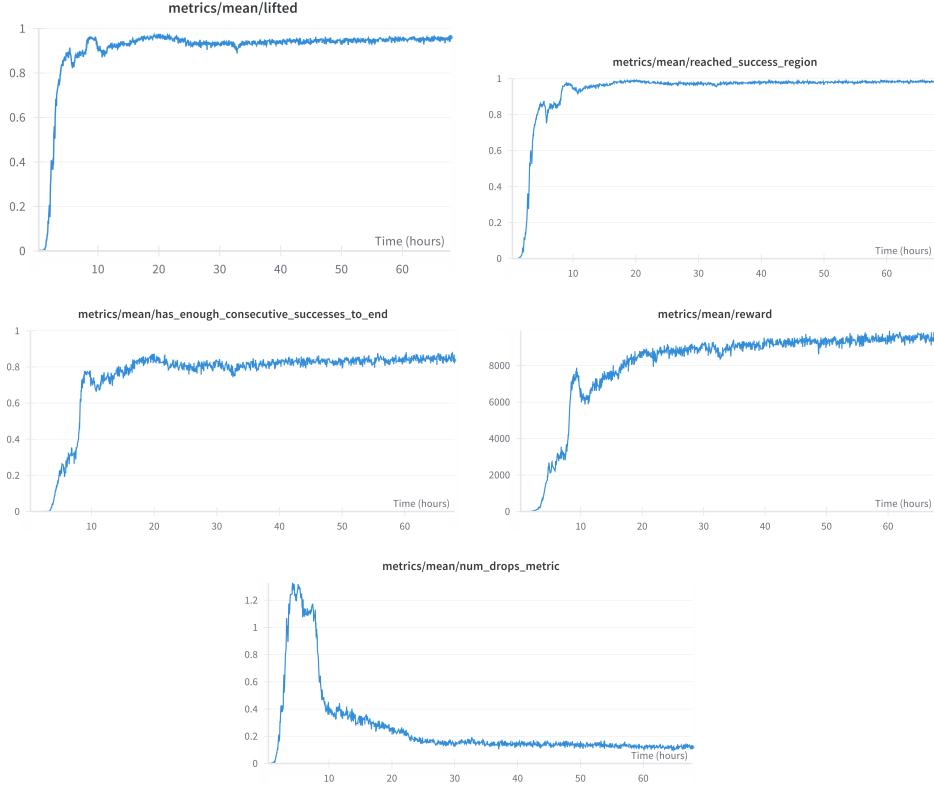 metrics/mean/lifted
1
0.8
0.6
0.4
0.2
0
Time (hours)
10 20 30 40 50 60
metrics/mean/reached_success_region
1
0.8
0.6
0.4
0.2
0
Time (hours)
10 20 30 40 50 60
metrics/mean/has_enough_consecutive_successes_to_end
1
0.8
0.6
0.4
0.2
0
Time (hours)
10 20 30 40 50 60
metrics/mean/reward
8000
6000
4000
2000
0
Time (hours)
10 20 30 40 50 60
metrics/mean/num_drops_metric
1.2
1
0.8
0.6
0.4
0.2
0
Time (hours)
10 20 30 40 50 60